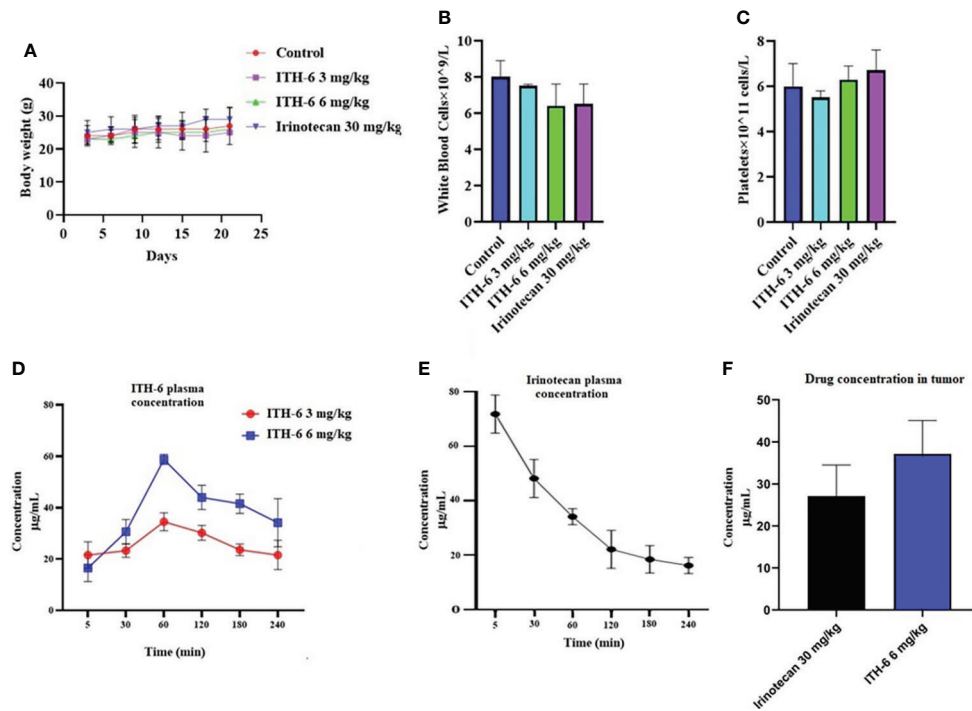 A
Control
ITH-6 3 mg/kg
ITH-6 6 mg/kg
Irinotecan 30 mg/kg
Body weight (g)
40
30
20
10
0
0 5 10 15 20 25
Days
B
White Blood Cells×10^9/L
10
8
6
4
2
0
Control
ITH-6 3 mg/kg
ITH-6 6 mg/kg
Irinotecan 30 mg/kg
C
Platelets×10^11 cells/L
8
6
4
2
0
Control
ITH-6 3 mg/kg
ITH-6 6 mg/kg
Irinotecan 30 mg/kg
D
ITH-6 plasma
concentration
ITH-6 3 mg/kg
ITH-6 6 mg/kg
Concentration
µg/mL
80
60
40
20
0
5 30 60 120 180 240
Time (min)
E
Irinotecan plasma
concentration
Concentration
µg/mL
80
60
40
20
0
5 30 60 120 180 240
Time (min)
F
Drug concentration in tumor
Concentration
µg/mL
50
40
30
20
10
0
Irinotecan 30 mg/kg
ITH-6 6 mg/kg